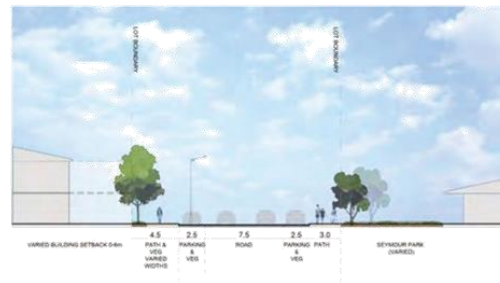 LOT BOUNDARY
LOT BOUNDARY
4.5
2.5
7.5
2.5
3.0
VARIED BUILDING SETBACK 0-6m
PATH &
VEG
VARIED
WIDTHS
PARKING
&
VEG
ROAD
PARKING
&
VEG
PATH
SEYMOUR PARK
(VARIED)